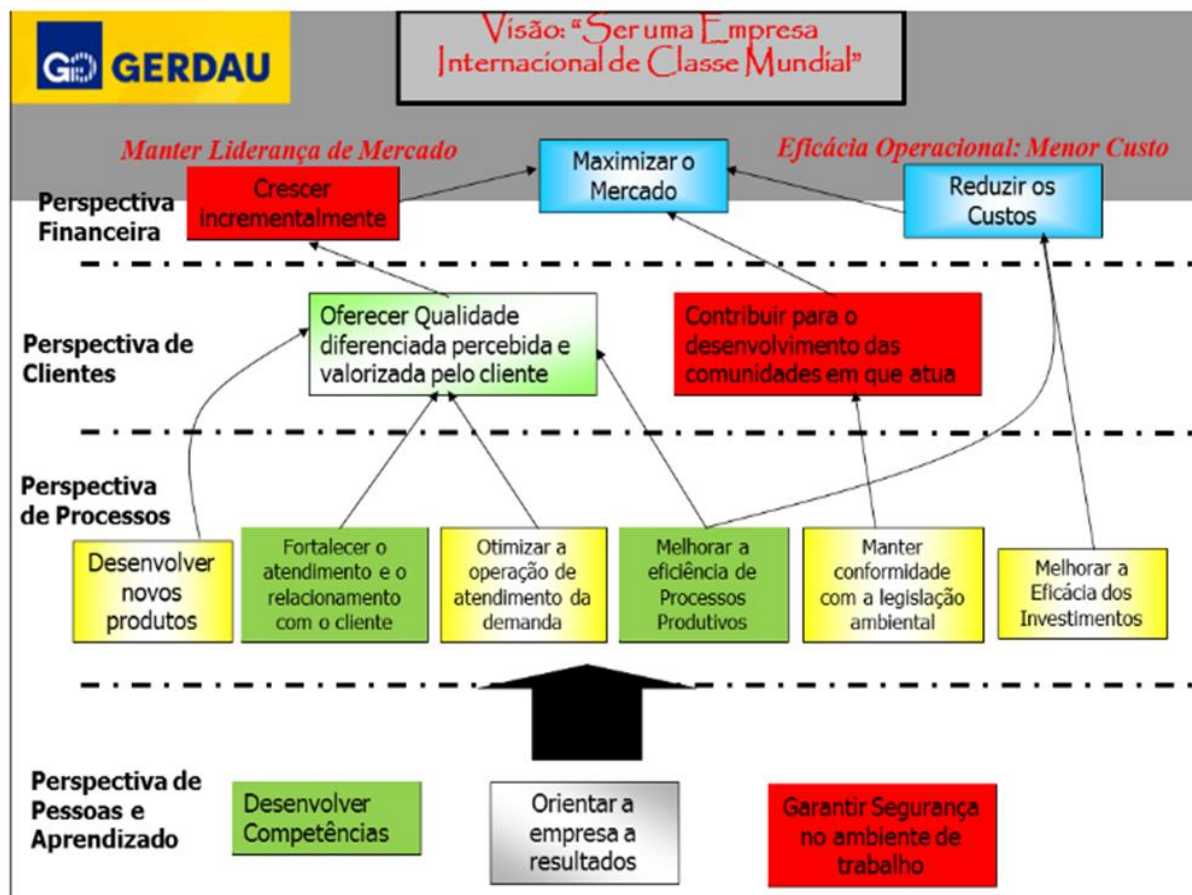 GD GERDAU
Visão: “Ser uma Empresa
Internacional de Classe Mundial”
Manter Liderança de Mercado
Eficácia Operacional: Menor Custo
Perspectiva
Financeira
Crescer
incrementalmente
Maximizar o
Mercado
Reduzir os
Custos
Perspectiva de
Clientes
Oferecer Qualidade
diferenciada percebida e
valorizada pelo cliente
Contribuir para o
desenvolvimento das
comunidades em que atua
Perspectiva
de Processos
Desenvolver
novos
produtos
Fortalecer o
atendimento e o
relacionamento
com o cliente
Otimizar a
operação de
atendimento da
demanda
Melhorar a
eficiência de
Processos
Produtivos
Manter
conformidade
com a legislação
ambiental
Melhorar a
Eficácia dos
Investimentos
Perspectiva de
Pessoas e
Aprendizado
Desenvolver
Competências
Orientar a
empresa a
resultados
Garantir Segurança
no ambiente de
trabalho